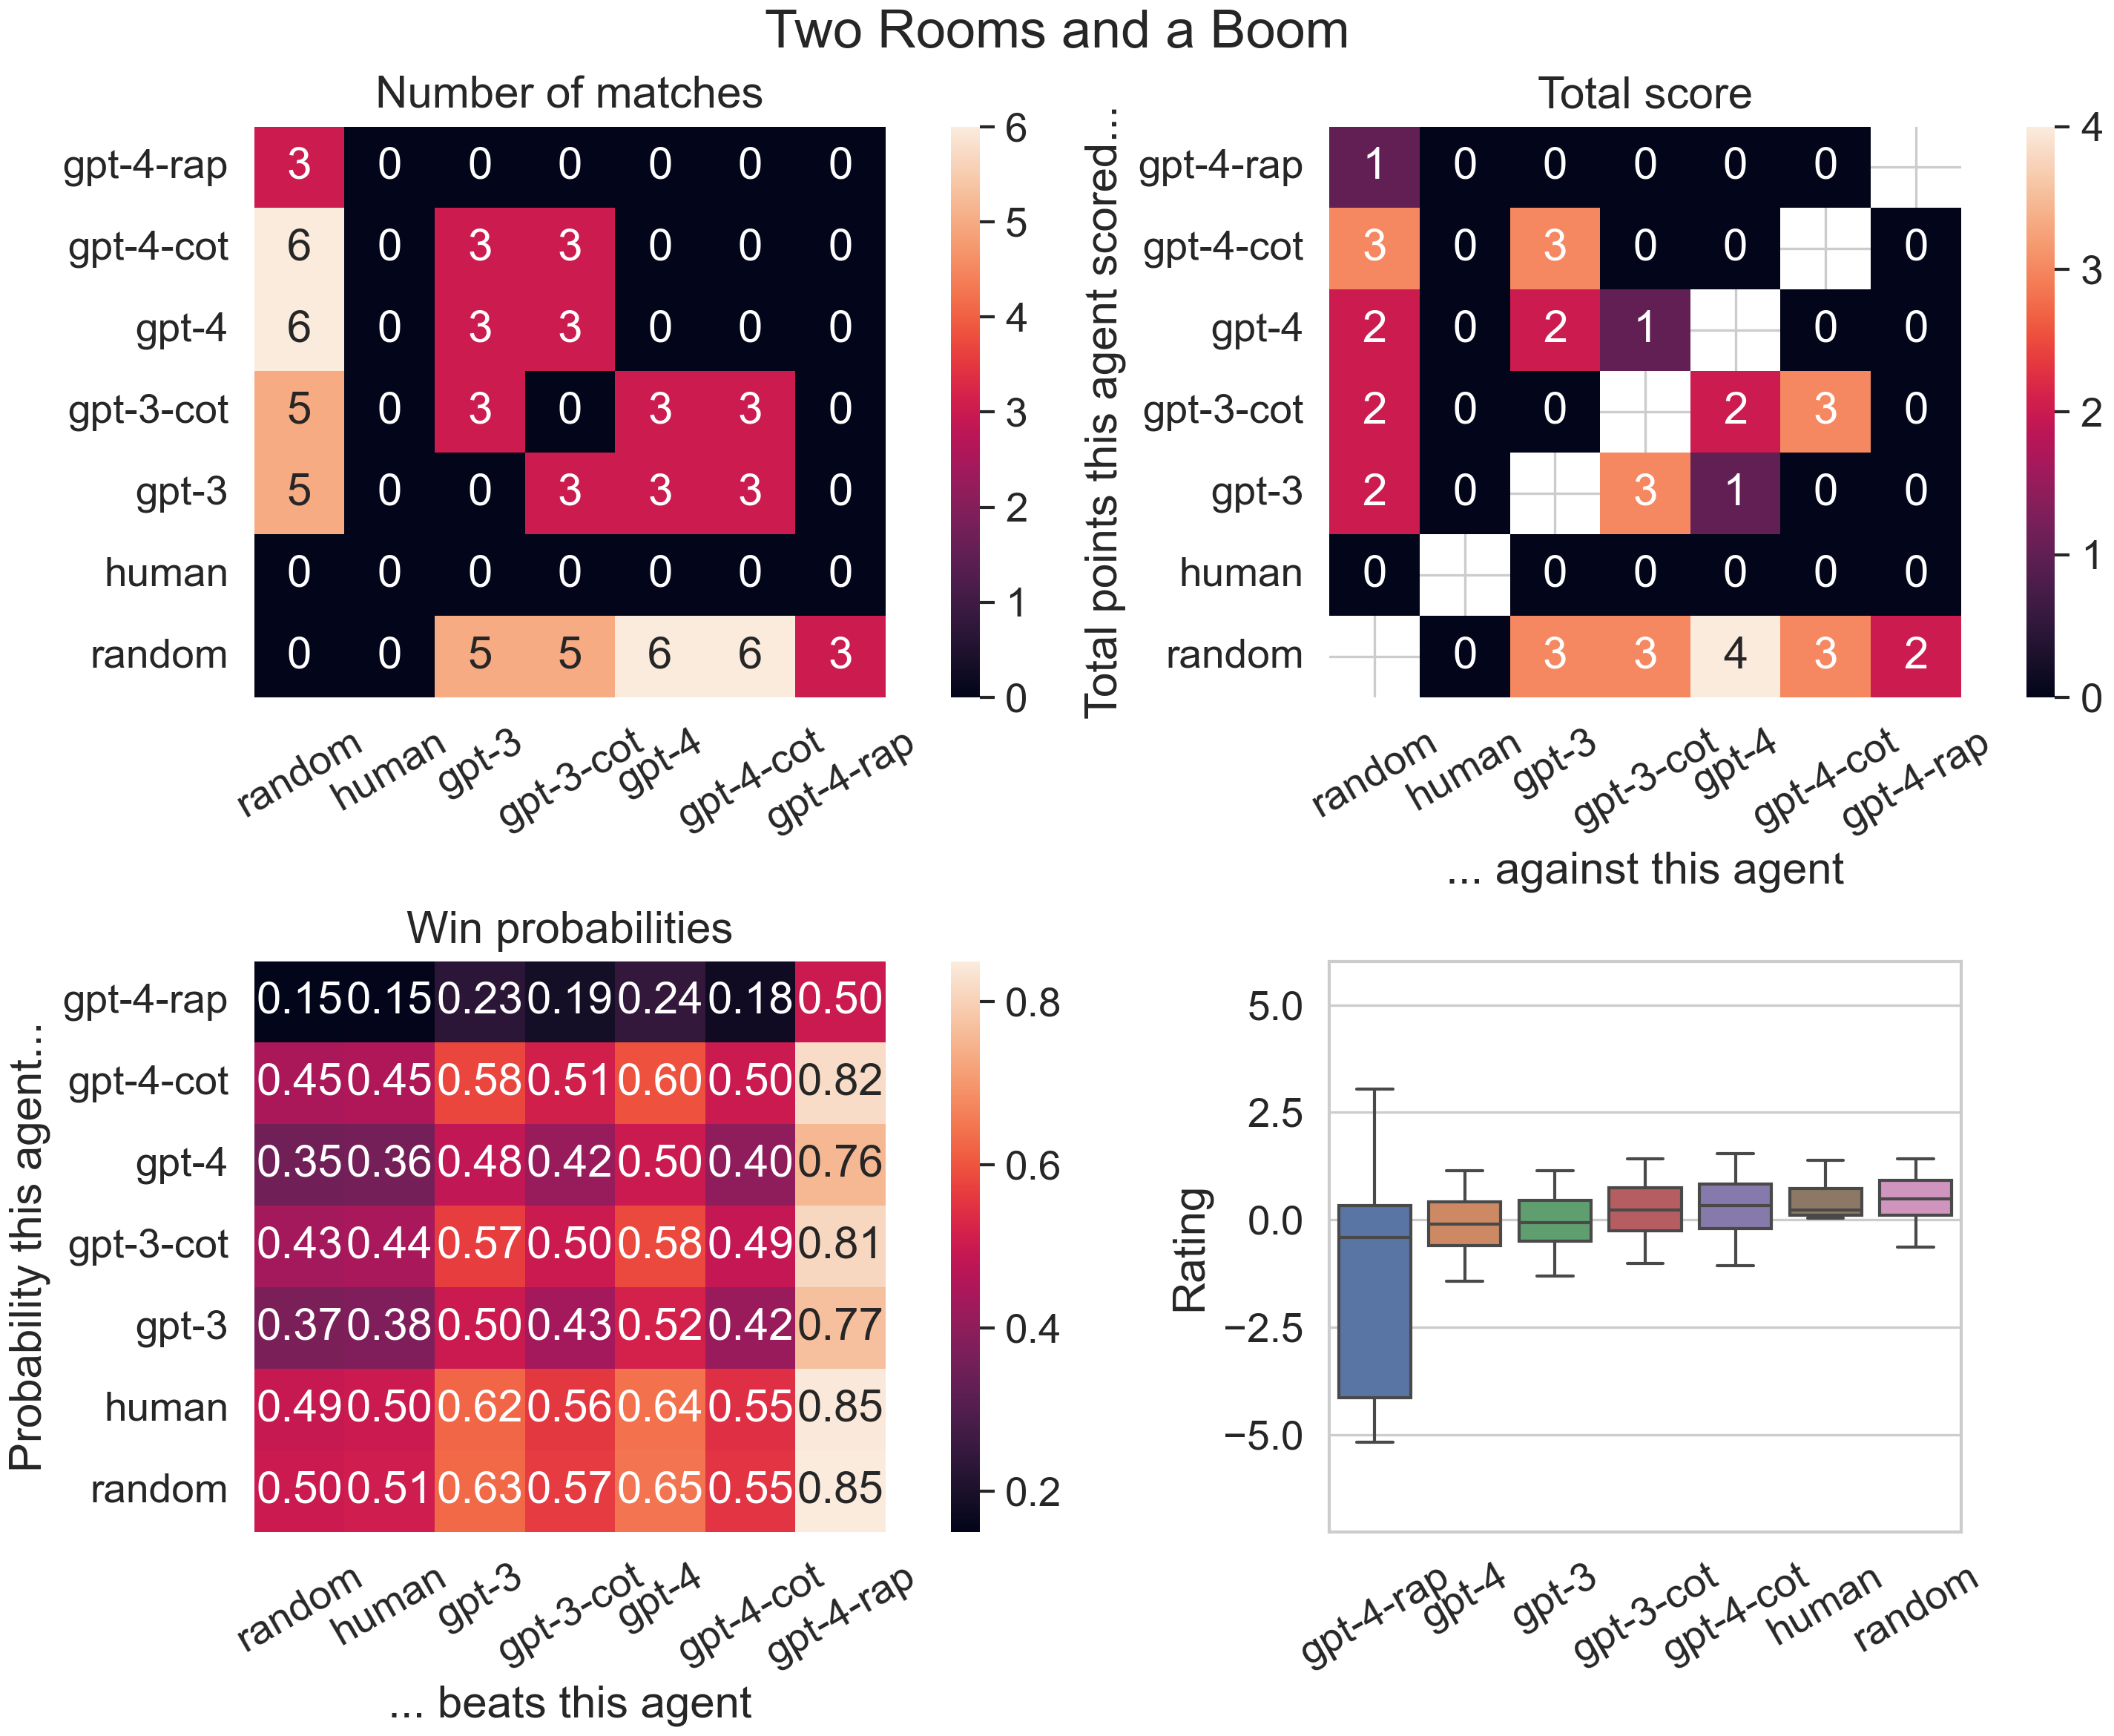 Two Rooms and a Boom
Number of matches
gpt-4-rap 3 0 0 0 0 0 0
gpt-4-cot 6 0 3 3 0 0 0
gpt-4 6 0 3 3 0 0 0
gpt-3-cot 5 0 3 0 3 3 0
gpt-3 5 0 0 3 3 3 0
human 0 0 0 0 0 0 0
random 0 0 5 5 6 6 3
random human gpt-3 gpt-3-cot gpt-4 gpt-4-cot gpt-4-rap
6
5
4
3
2
1
0
Total score
Total points this agent scored...
gpt-4-rap 1 0 0 0 0 0
gpt-4-cot 3 0 3 0 0 0
gpt-4 2 0 2 1 0 0
gpt-3-cot 2 0 0 2 3 0
gpt-3 2 0 3 1 0 0
human 0 0 0 0 0 0
random 0 3 3 4 3 2
random human gpt-3 gpt-3-cot gpt-4 gpt-4-cot gpt-4-rap
... against this agent
4
3
2
1
0
Win probabilities
Probability this agent...
gpt-4-rap 0.15 0.15 0.23 0.19 0.24 0.18 0.50
gpt-4-cot 0.45 0.45 0.58 0.51 0.60 0.50 0.82
gpt-4 0.35 0.36 0.48 0.42 0.50 0.40 0.76
gpt-3-cot 0.43 0.44 0.57 0.50 0.58 0.49 0.81
gpt-3 0.37 0.38 0.50 0.43 0.52 0.42 0.77
human 0.49 0.50 0.62 0.56 0.64 0.55 0.85
random 0.50 0.51 0.63 0.57 0.65 0.55 0.85
random human gpt-3 gpt-3-cot gpt-4 gpt-4-cot gpt-4-rap
... beats this agent
0.8
0.6
0.4
0.2
Rating
5.0
2.5
0.0
−2.5
−5.0
gpt-4-rap gpt-4 gpt-3 gpt-3-cot gpt-4-cot human random